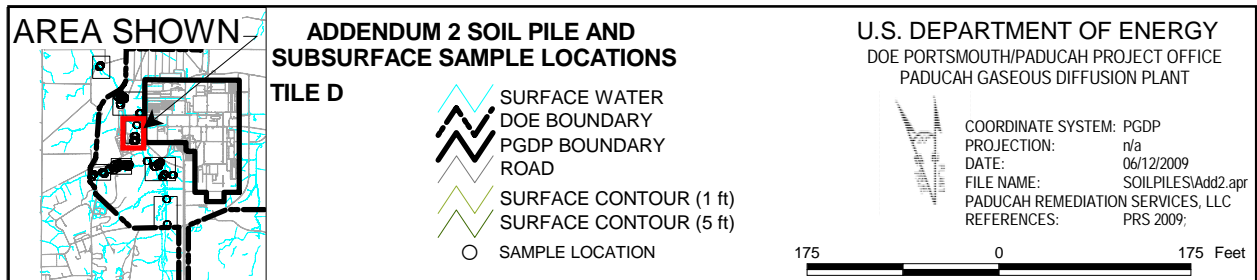 AREA SHOWN
ADDENDUM 2 SOIL PILE AND
SUBSURFACE SAMPLE LOCATIONS
TILE D
SURFACE WATER
DOE BOUNDARY
PGDP BOUNDARY
ROAD
SURFACE CONTOUR (1 ft)
SURFACE CONTOUR (5 ft)
SAMPLE LOCATION
U.S. DEPARTMENT OF ENERGY
DOE PORTSMOUTH/PADUCAH PROJECT OFFICE
PADUCAH GASEOUS DIFFUSION PLANT
COORDINATE SYSTEM: PGDP
PROJECTION: n/a
DATE: 06/12/2009
FILE NAME: SOILPILES\Add2.apr
PADUCAH REMEDIATION SERVICES, LLC
REFERENCES: PRS 2009;
175 0 175 Feet